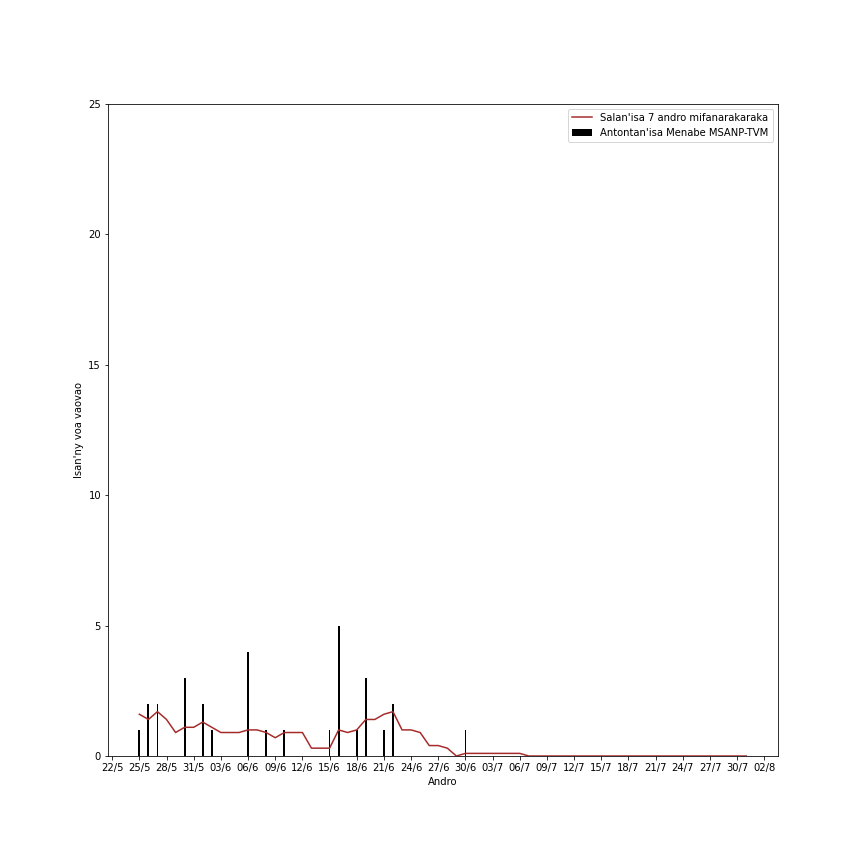 25
Salan'isa 7 andro mifanarakaraka
Antontan'isa Menabe MSANP-TVM
20
15
Isan'ny voa vaovao
10
5
0
22/5 25/5 28/5 31/5 03/6 06/6 09/6 12/6 15/6 18/6 21/6 24/6 27/6 30/6 03/7 06/7 09/7 12/7 15/7 18/7 21/7 24/7 27/7 30/7 02/8
Andro